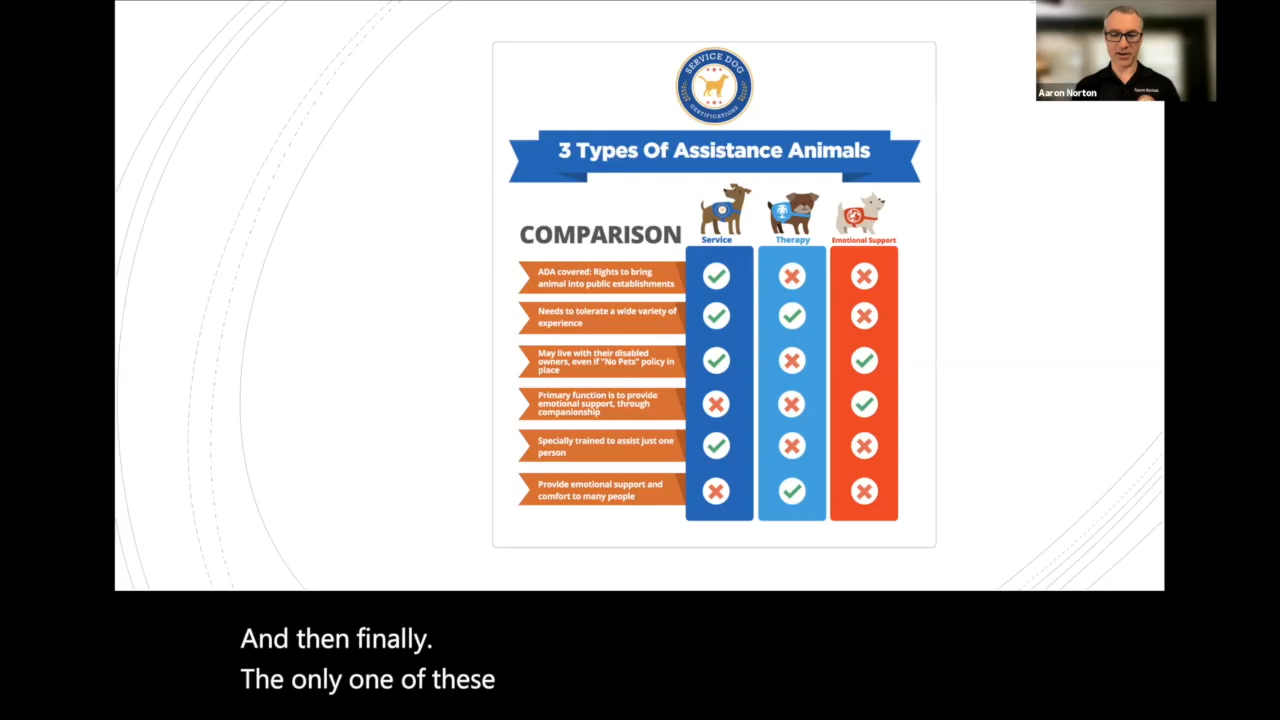 Aaron Norton
SERVICE DOG
CERTIFICATIONS
3 Types Of Assistance Animals
COMPARISON
Service
Therapy
Emotional Support
ADA covered: Rights to bring
animal into public establishments
Needs to tolerate a wide variety of
experience
May live with their disabled
owners, even if "No Pets" policy in
place
Primary function is to provide
emotional support, through
companionship
Specially trained to assist just one
person
Provide emotional support and
comfort to many people
And then finally.
The only one of these